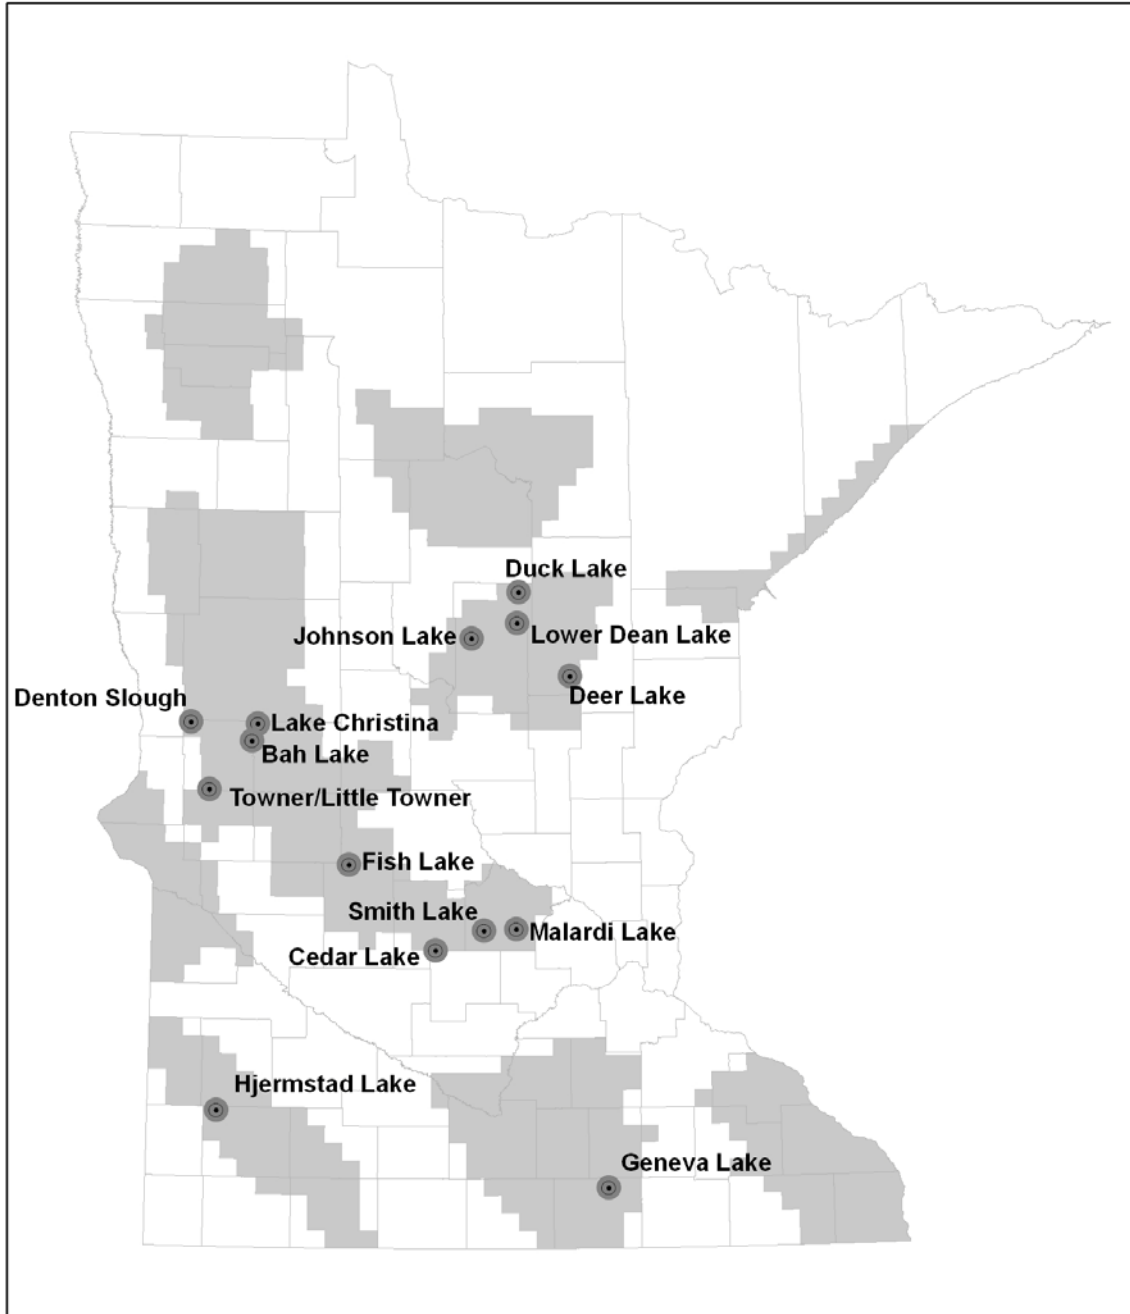 Duck Lake
Johnson Lake
Lower Dean Lake
Deer Lake
Denton Slough
Lake Christina
Bah Lake
Towner/Little Towner
Fish Lake
Smith Lake
Malardi Lake
Cedar Lake
Hjermstad Lake
Geneva Lake